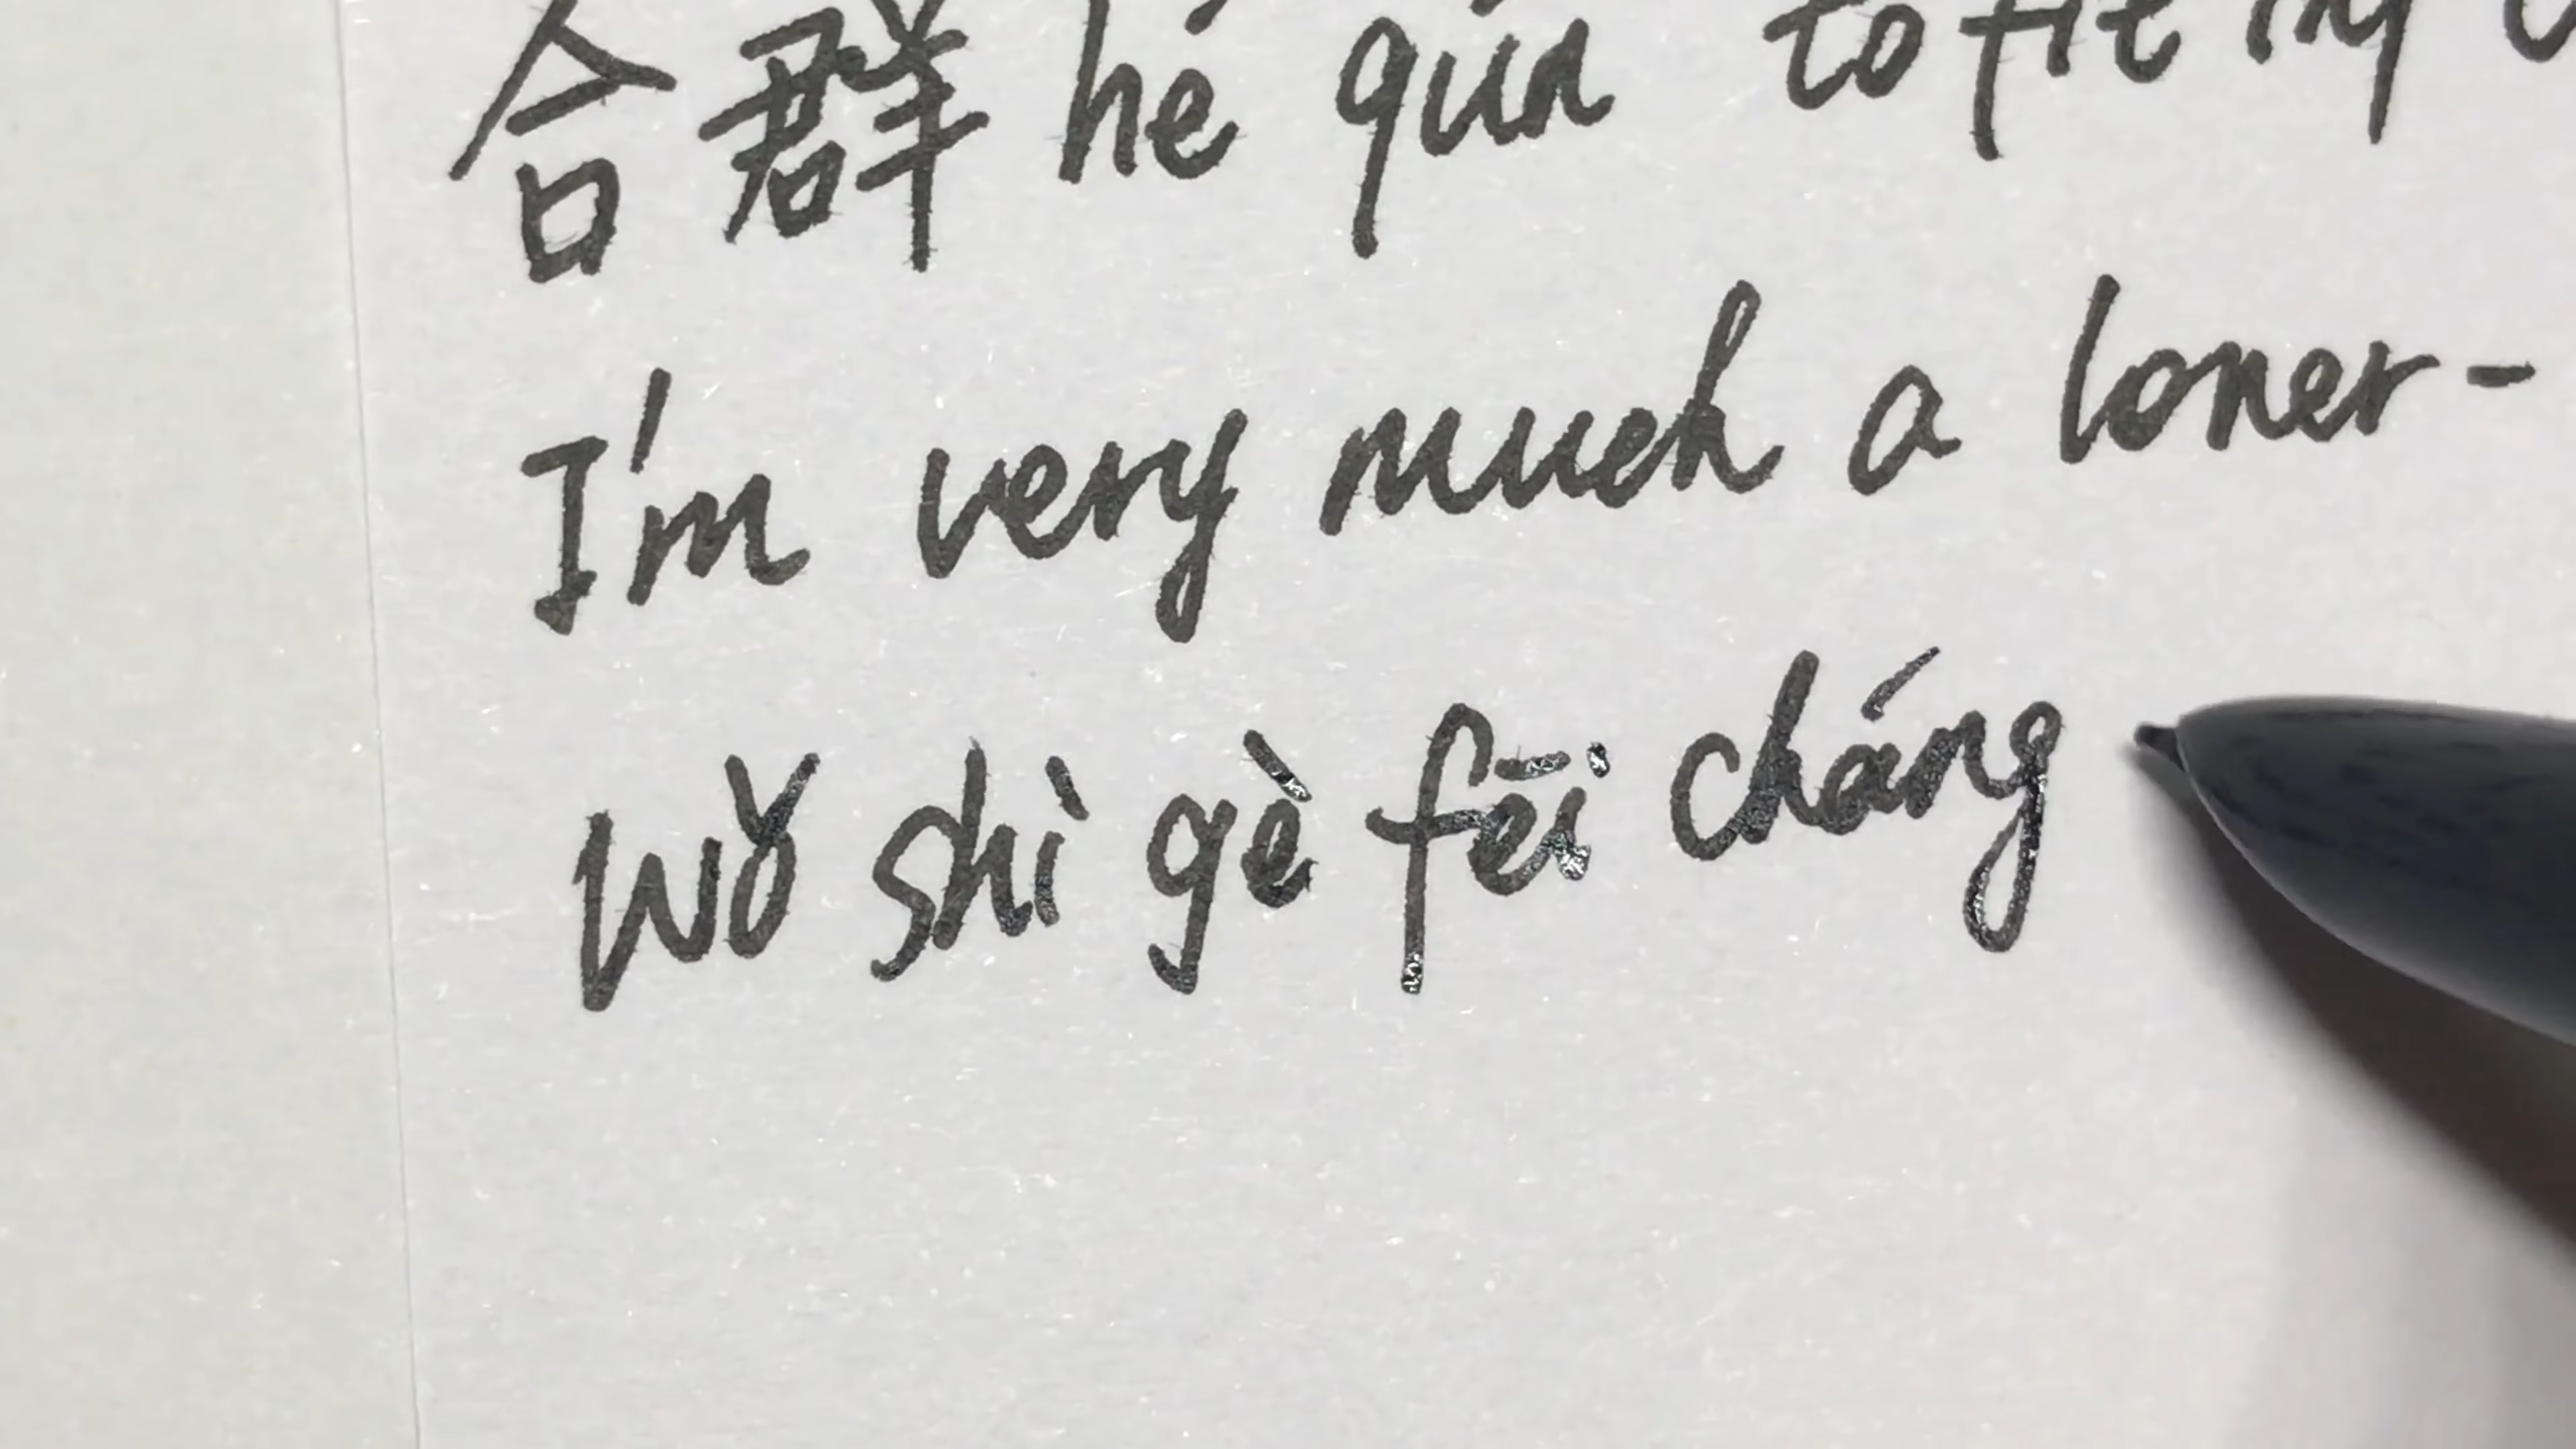 合群 hé qún to fit in
I'm very much a loner-
wǒ shì gè fēi cháng